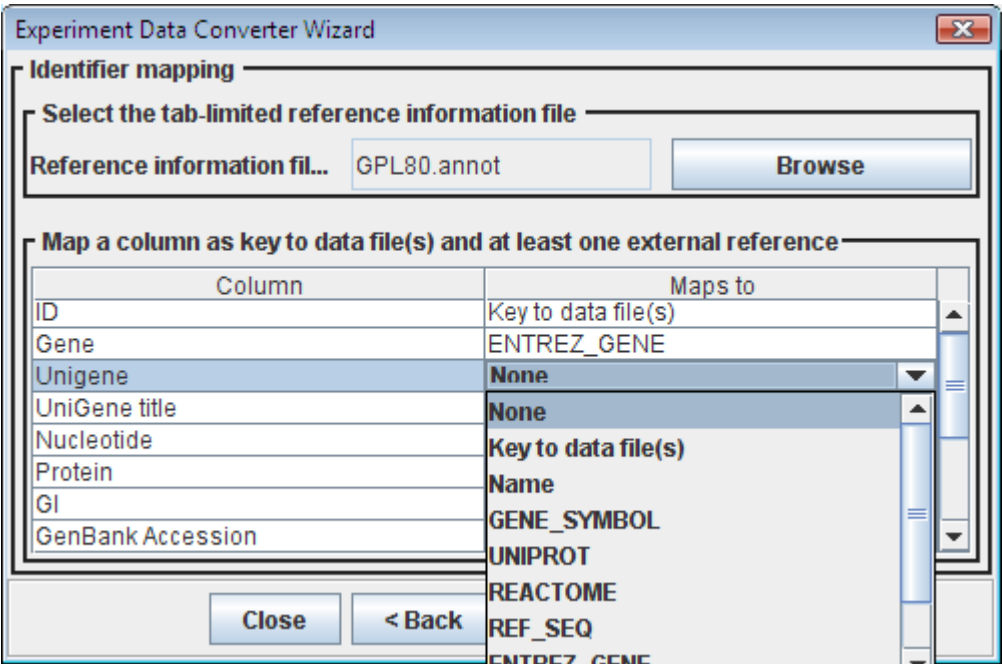 Experiment Data Converter Wizard
Identifier mapping
Select the tab-limited reference information file
Reference information fil... GPL80.annot Browse
Map a column as key to data file(s) and at least one external reference
Column Maps to
ID Key to data file(s)
Gene ENTREZ_GENE
Unigene None
UniGene title None
Nucleotide Key to data file(s)
Protein Name
GI GENE_SYMBOL
GenBank Accession UNIPROT
REACTOME
Close < Back REF_SEQ
ENTREZ_GENE